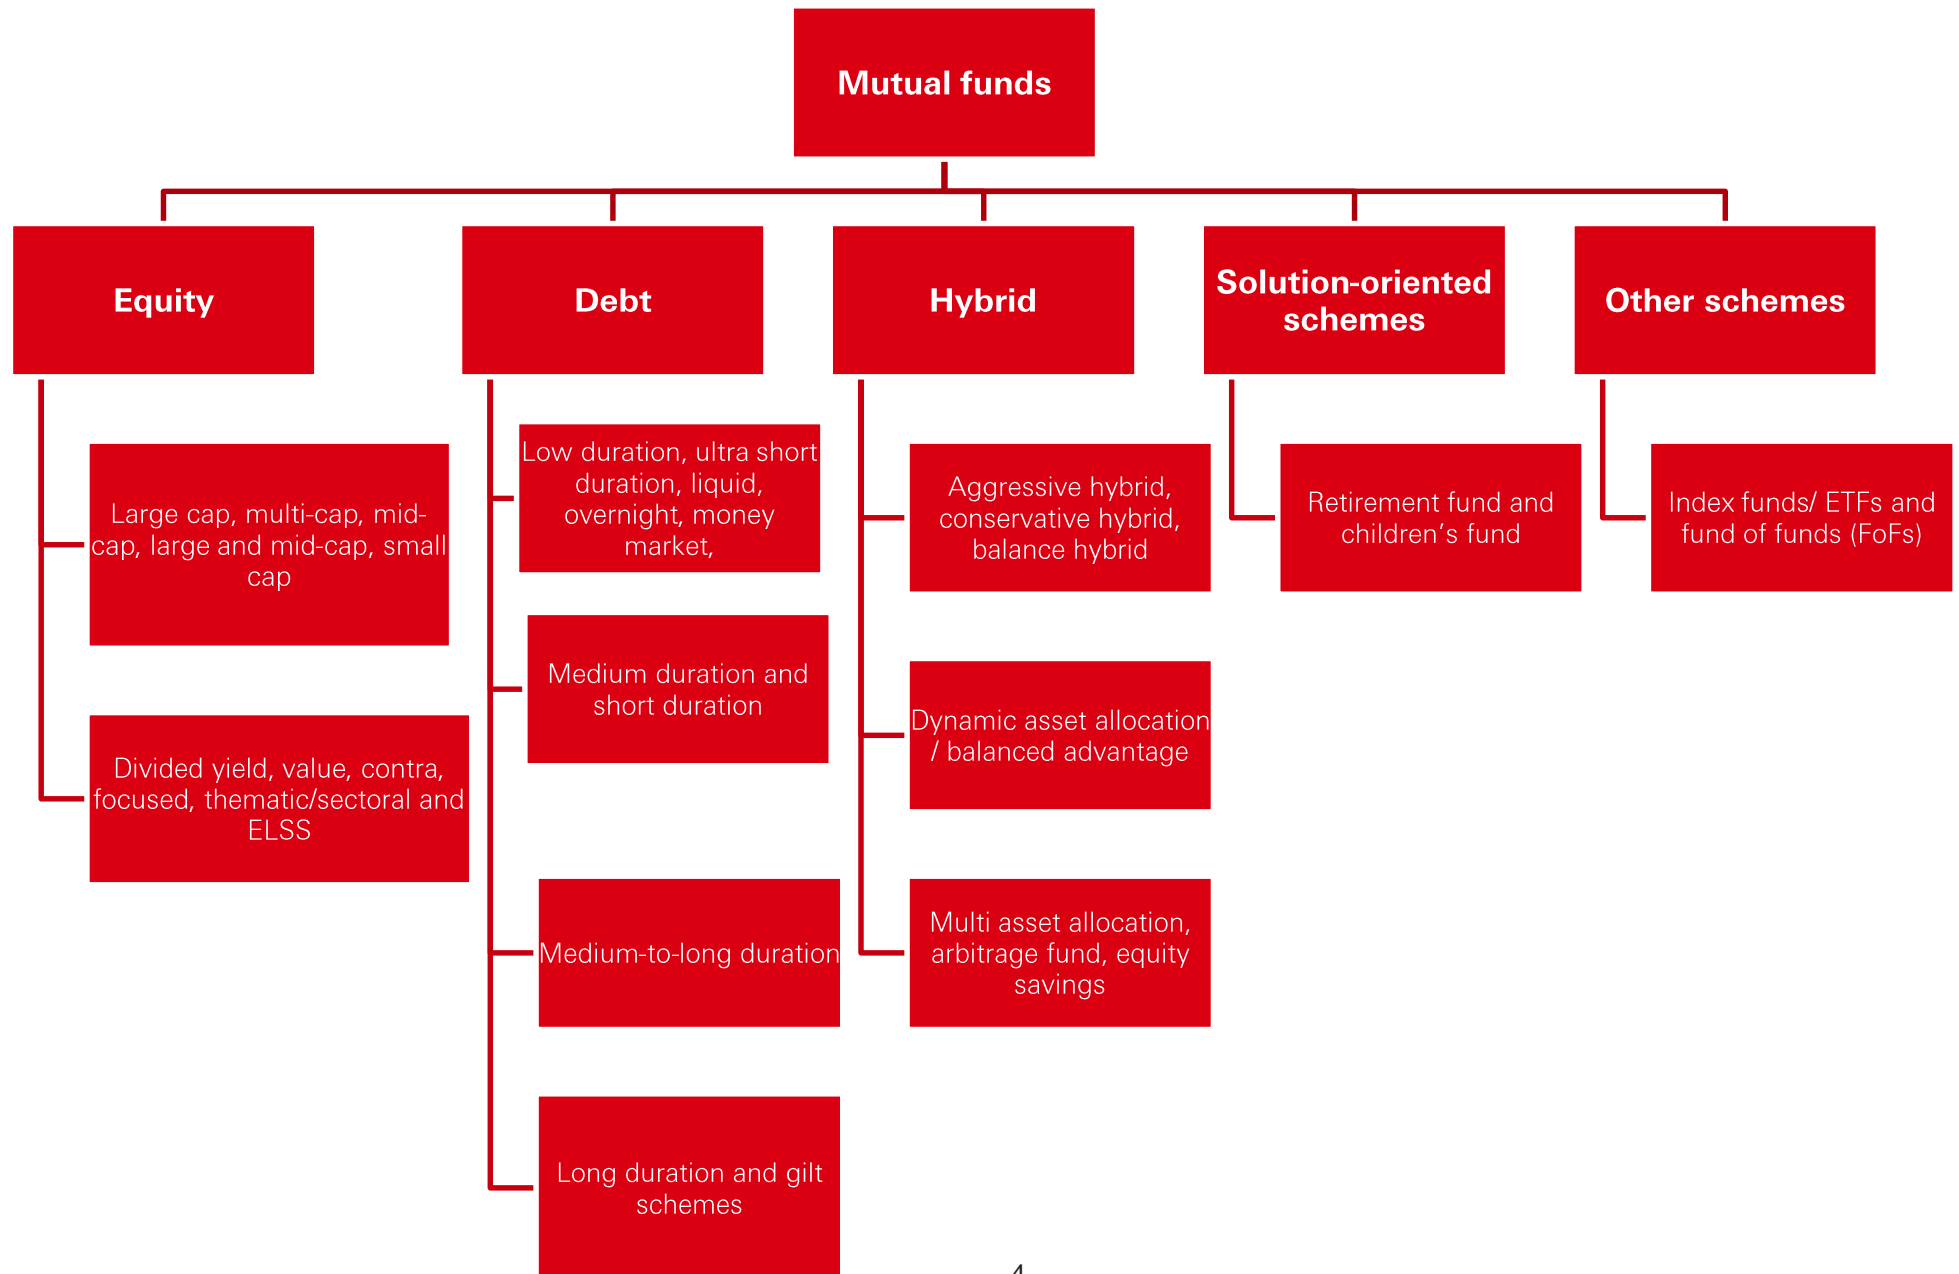 Mutual funds
Equity
Debt
Hybrid
Solution-oriented
schemes
Other schemes
Large cap, multi-cap, mid-
cap, large and mid-cap, small
cap
Divided yield, value, contra,
focused, thematic/sectoral and
ELSS
Low duration, ultra short
duration, liquid,
overnight, money
market,
Medium duration and
short duration
Medium-to-long duration
Long duration and gilt
schemes
Aggressive hybrid,
conservative hybrid,
balance hybrid
Dynamic asset allocation
/ balanced advantage
Multi asset allocation,
arbitrage fund, equity
savings
Retirement fund and
children’s fund
Index funds/ ETFs and
fund of funds (FoFs)
4